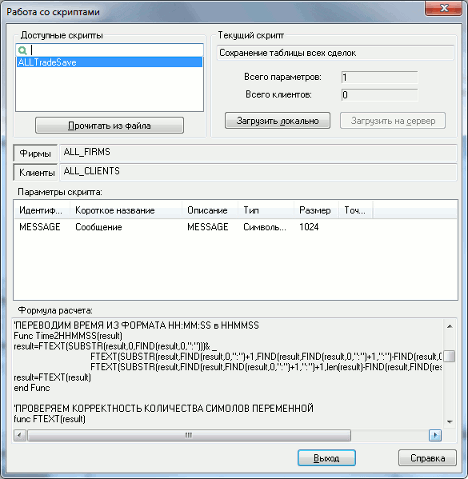 Работа со скриптами
Доступные скрипты
ALLTradeSave
Прочитать из файла
Текущий скрипт
Сохранение таблицы всех сделок
Всего параметров: 1
Всего клиентов: 0
Загрузить локально Загрузить на сервер
Фирмы ALL_FIRMS
Клиенты ALL_CLIENTS
Параметры скрипта:
Идентиф... Короткое название Описание Тип Размер Точ...
MESSAGE Сообщение MESSAGE Символь... 1024
Формула расчета:
'ПЕРЕВОДИМ ВРЕМЯ ИЗ ФОРМАТА HH:MM:SS в HHMMSS
Func Time2HHMMSS(result)
result=FTEXT(SUBSTR(result,0,FIND(result,0,":")))& _
FTEXT(SUBSTR(result,FIND(result,0,":")+1,FIND(result,FIND(result,0,":")+1,":")-FIND(result,0
FTEXT(SUBSTR(result,FIND(result,FIND(result,0,":")+1,":")+1,len(result)-FIND(result,FIND(res
result=FTEXT(result)
end Func
'ПРОВЕРЯЕМ КОРРЕКТНОСТЬ КОЛИЧЕСТВА СИМОЛОВ ПЕРЕМЕННОЙ
func FTEXT(result)
Выход Справка